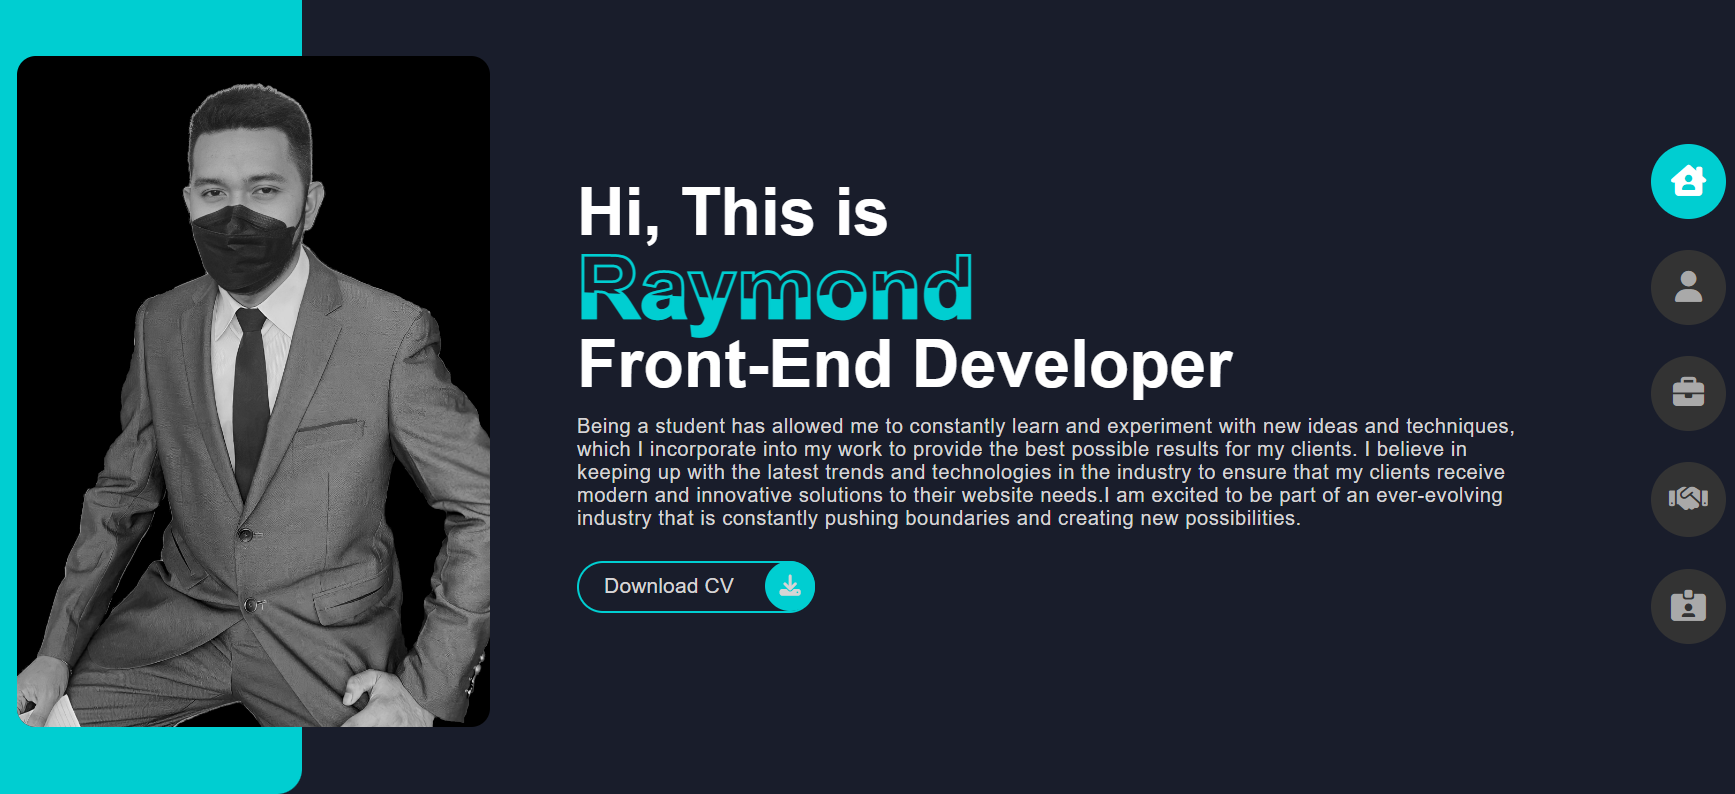 Hi, This is
Raymond
Front-End Developer
Being a student has allowed me to constantly learn and experiment with new ideas and techniques,
which I incorporate into my work to provide the best possible results for my clients. I believe in
keeping up with the latest trends and technologies in the industry to ensure that my clients receive
modern and innovative solutions to their website needs.I am excited to be part of an ever-evolving
industry that is constantly pushing boundaries and creating new possibilities.
Download CV